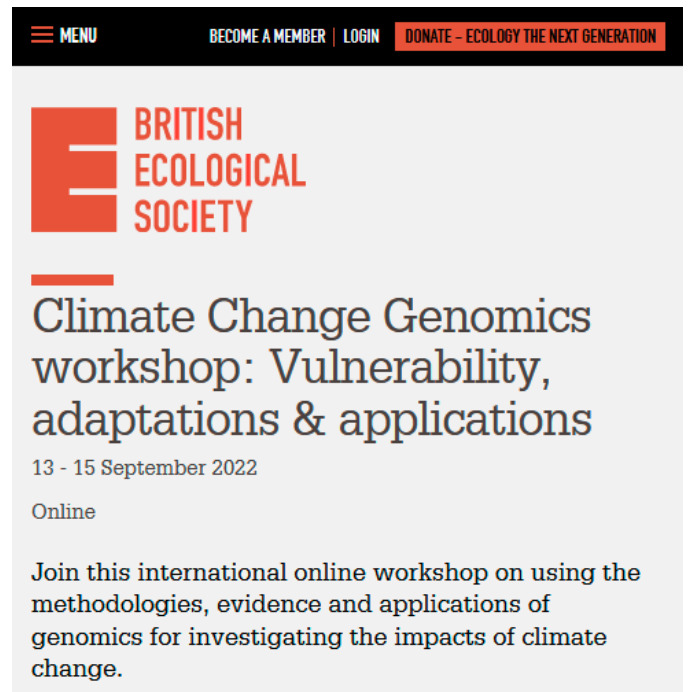 MENU BECOME A MEMBER | LOGIN DONATE – ECOLOGY THE NEXT GENERATION
BRITISH
ECOLOGICAL
SOCIETY
Climate Change Genomics
workshop: Vulnerability,
adaptations & applications
13 - 15 September 2022
Online
Join this international online workshop on using the
methodologies, evidence and applications of
genomics for investigating the impacts of climate
change.